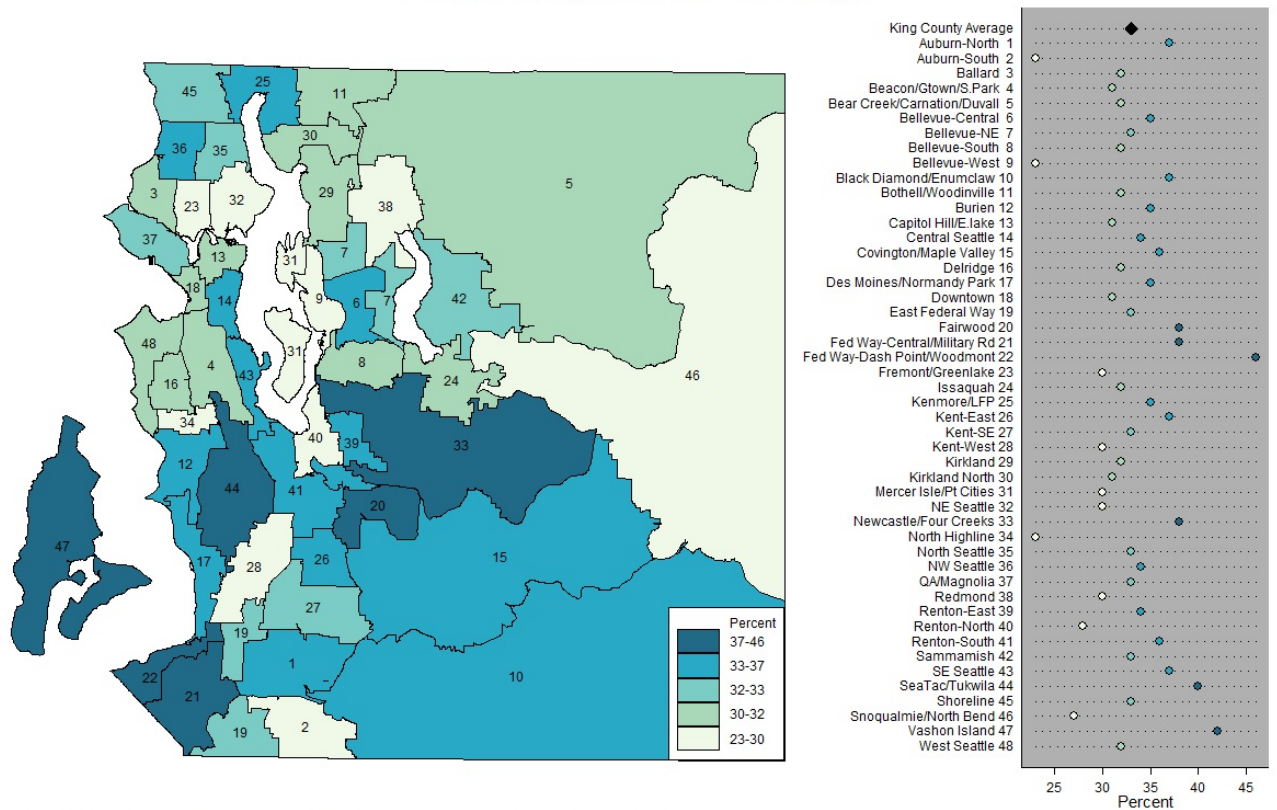 King County Average
Auburn-North 1
Auburn-South 2
Ballard 3
Beacon/Gtown/S.Park 4
Bear Creek/Carnation/Duvall 5
Bellevue-Central 6
Bellevue-NE 7
Bellevue-South 8
Bellevue-West 9
Black Diamond/Enumclaw 10
Bothell/Woodinville 11
Burien 12
Capitol Hill/E.lake 13
Central Seattle 14
Covington/Maple Valley 15
Delridge 16
Des Moines/Normandy Park 17
Downtown 18
East Federal Way 19
Fairwood 20
Fed Way-Central/Military Rd 21
Fed Way-Dash Point/Woodmont 22
Fremont/Greenlake 23
Issaquah 24
Kenmore/LFP 25
Kent-East 26
Kent-SE 27
Kent-West 28
Kirkland 29
Kirkland North 30
Mercer Isle/Pt Cities 31
NE Seattle 32
Newcastle/Four Creeks 33
North Highline 34
North Seattle 35
NW Seattle 36
QA/Magnolia 37
Redmond 38
Renton-East 39
Renton-North 40
Renton-South 41
Sammamish 42
SE Seattle 43
SeaTac/Tukwila 44
Shoreline 45
Snoqualmie/North Bend 46
Vashon Island 47
West Seattle 48
25 30 35 40 45
Percent
45
25
11
30
36
35
5
3
23
32
29
38
37
13
7
31
18
14
9
6
7
42
48
16
4
43
31
8
24
46
34
40
39
33
12
44
41
20
47
17
28
26
15
27
19
22
21
1
10
19
2
Percent
37-46
33-37
32-33
30-32
23-30